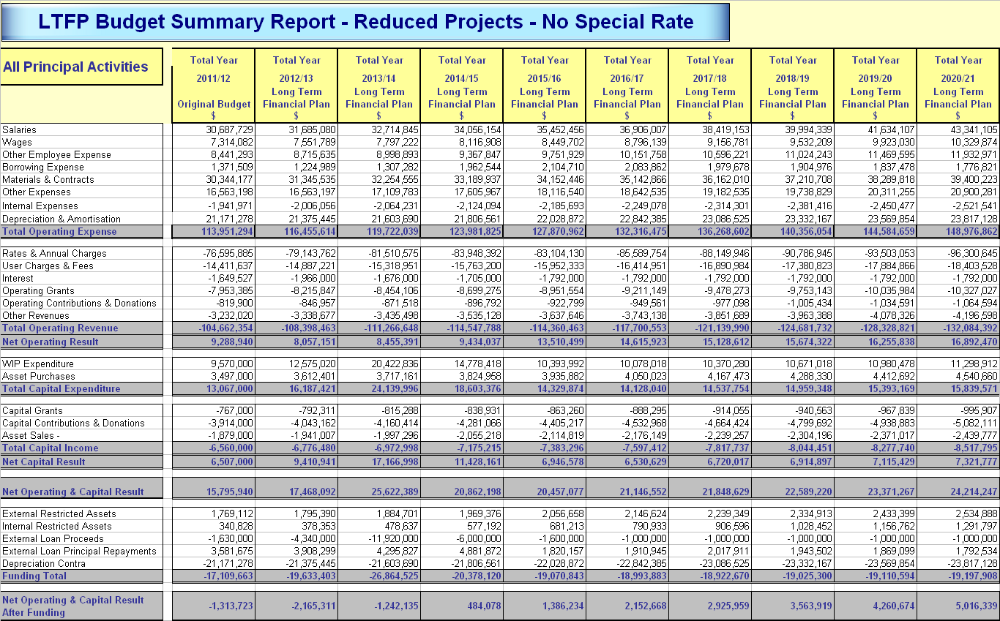 LTFP Budget Summary Report - Reduced Projects - No Special Rate
All Principal Activities
Total Year Total Year Total Year Total Year Total Year Total Year Total Year Total Year Total Year Total Year
2011/12 2012/13 2013/14 2014/15 2015/16 2016/17 2017/18 2018/19 2019/20 2020/21
Long Term Long Term Long Term Long Term Long Term Long Term Long Term Long Term Long Term
Original Budget Financial Plan Financial Plan Financial Plan Financial Plan Financial Plan Financial Plan Financial Plan Financial Plan Financial Plan
$ $ $ $ $ $ $ $ $ $
Salaries 30,687,729 31,685,080 32,714,845 34,056,154 35,452,456 36,906,007 38,419,153 39,994,339 41,634,107 43,341,105
Wages 7,314,082 7,551,789 7,797,222 8,116,908 8,449,702 8,796,139 9,156,781 9,532,209 9,923,030 10,329,874
Other Employee Expense 8,441,293 8,715,635 8,998,893 9,367,847 9,751,929 10,151,758 10,596,221 11,024,243 11,469,595 11,932,971
Borrowing Expense 1,371,509 1,224,989 1,307,282 1,962,544 2,104,710 2,083,862 1,979,678 1,904,976 1,837,478 1,776,821
Materials & Contracts 30,344,177 31,345,535 32,254,555 33,189,937 34,152,446 35,142,866 36,162,010 37,210,708 38,289,818 39,400,223
Other Expenses 16,563,198 16,563,197 17,109,783 17,605,967 18,116,540 18,642,535 19,182,535 19,738,829 20,311,255 20,900,281
Internal Expenses -1,941,971 -2,006,056 -2,064,231 -2,124,094 -2,185,693 -2,249,078 -2,314,301 -2,381,416 -2,450,477 -2,521,541
Depreciation & Amortisation 21,171,278 21,375,445 21,603,690 21,806,561 22,028,872 22,842,385 23,086,525 23,332,167 23,569,854 23,817,128
Total Operating Expense 113,951,294 116,455,614 119,722,039 123,981,825 127,870,962 132,316,475 136,268,602 140,356,054 144,584,659 148,976,862
Rates & Annual Charges -76,595,885 -79,143,762 -81,510,575 -83,948,392 -83,104,130 -85,589,754 -88,149,946 -90,786,945 -93,503,053 -96,300,645
User Charges & Fees -14,411,637 -14,887,221 -15,318,951 -15,763,200 -15,952,333 -16,414,951 -16,890,984 -17,380,823 -17,884,866 -18,403,528
Interest -1,649,527 -1,966,000 -1,676,000 -1,705,000 -1,792,000 -1,792,000 -1,792,000 -1,792,000 -1,792,000 -1,792,000
Operating Grants -7,953,385 -8,215,847 -8,454,106 -8,699,275 -8,951,554 -9,211,149 -9,478,273 -9,753,143 -10,035,984 -10,327,027
Operating Contributions & Donations -819,900 -846,957 -871,518 -896,792 -922,799 -949,561 -977,098 -1,005,434 -1,034,591 -1,064,594
Other Revenues -3,232,020 -3,338,677 -3,435,498 -3,535,128 -3,637,646 -3,743,138 -3,851,689 -3,963,388 -4,078,326 -4,196,598
Total Operating Revenue -104,662,354 -108,398,463 -111,266,648 -114,547,788 -114,360,463 -117,700,553 -121,139,990 -124,681,732 -128,328,821 -132,084,392
Net Operating Result 9,288,940 8,057,151 8,455,391 9,434,037 13,510,499 14,615,923 15,128,612 15,674,322 16,255,838 16,892,470
WIP Expenditure 9,570,000 12,575,020 20,422,836 14,778,418 10,393,992 10,078,018 10,370,280 10,671,018 10,980,478 11,298,912
Asset Purchases 3,497,000 3,612,401 3,717,161 3,824,958 3,935,882 4,050,023 4,167,473 4,288,330 4,412,692 4,540,660
Total Capital Expenditure 13,067,000 16,187,421 24,139,996 18,603,376 14,329,874 14,128,040 14,537,754 14,959,348 15,393,169 15,839,571
Capital Grants -767,000 -792,311 -815,288 -838,931 -863,260 -888,295 -914,055 -940,563 -967,839 -995,907
Capital Contributions & Donations -3,914,000 -4,043,162 -4,160,414 -4,281,066 -4,405,217 -4,532,968 -4,664,424 -4,799,692 -4,938,883 -5,082,111
Asset Sales - -1,879,000 -1,941,007 -1,997,296 -2,055,218 -2,114,819 -2,176,149 -2,239,257 -2,304,196 -2,371,017 -2,439,777
Total Capital Income -6,560,000 -6,776,480 -6,972,998 -7,175,215 -7,383,296 -7,597,412 -7,817,737 -8,044,451 -8,277,740 -8,517,795
Net Capital Result 6,507,000 9,410,941 17,166,998 11,428,161 6,946,578 6,530,629 6,720,017 6,914,897 7,115,429 7,321,777
Net Operating & Capital Result 15,795,940 17,468,092 25,622,389 20,862,198 20,457,077 21,146,552 21,848,629 22,589,220 23,371,267 24,214,247
External Restricted Assets 1,769,112 1,795,390 1,884,701 1,969,376 2,056,658 2,146,624 2,239,349 2,334,913 2,433,399 2,534,888
Internal Restricted Assets 340,828 378,353 478,637 577,192 681,213 790,933 906,596 1,028,452 1,156,762 1,291,797
External Loan Proceeds -1,630,000 -4,340,000 -11,920,000 -6,000,000 -1,600,000 -1,000,000 -1,000,000 -1,000,000 -1,000,000 -1,000,000
External Loan Principal Repayments 3,581,675 3,908,299 4,295,827 4,881,872 1,820,157 1,910,945 2,017,911 1,943,502 1,869,099 1,792,534
Depreciation Contra -21,171,278 -21,375,445 -21,603,690 -21,806,561 -22,028,872 -22,842,385 -23,086,525 -23,332,167 -23,569,854 -23,817,128
Funding Total -17,109,663 -19,633,403 -26,864,525 -20,378,120 -19,070,843 -18,993,883 -18,922,670 -19,025,300 -19,110,594 -19,197,908
Net Operating & Capital Result
After Funding -1,313,723 -2,165,311 -1,242,135 484,078 1,386,234 2,152,668 2,925,959 3,563,919 4,260,674 5,016,339